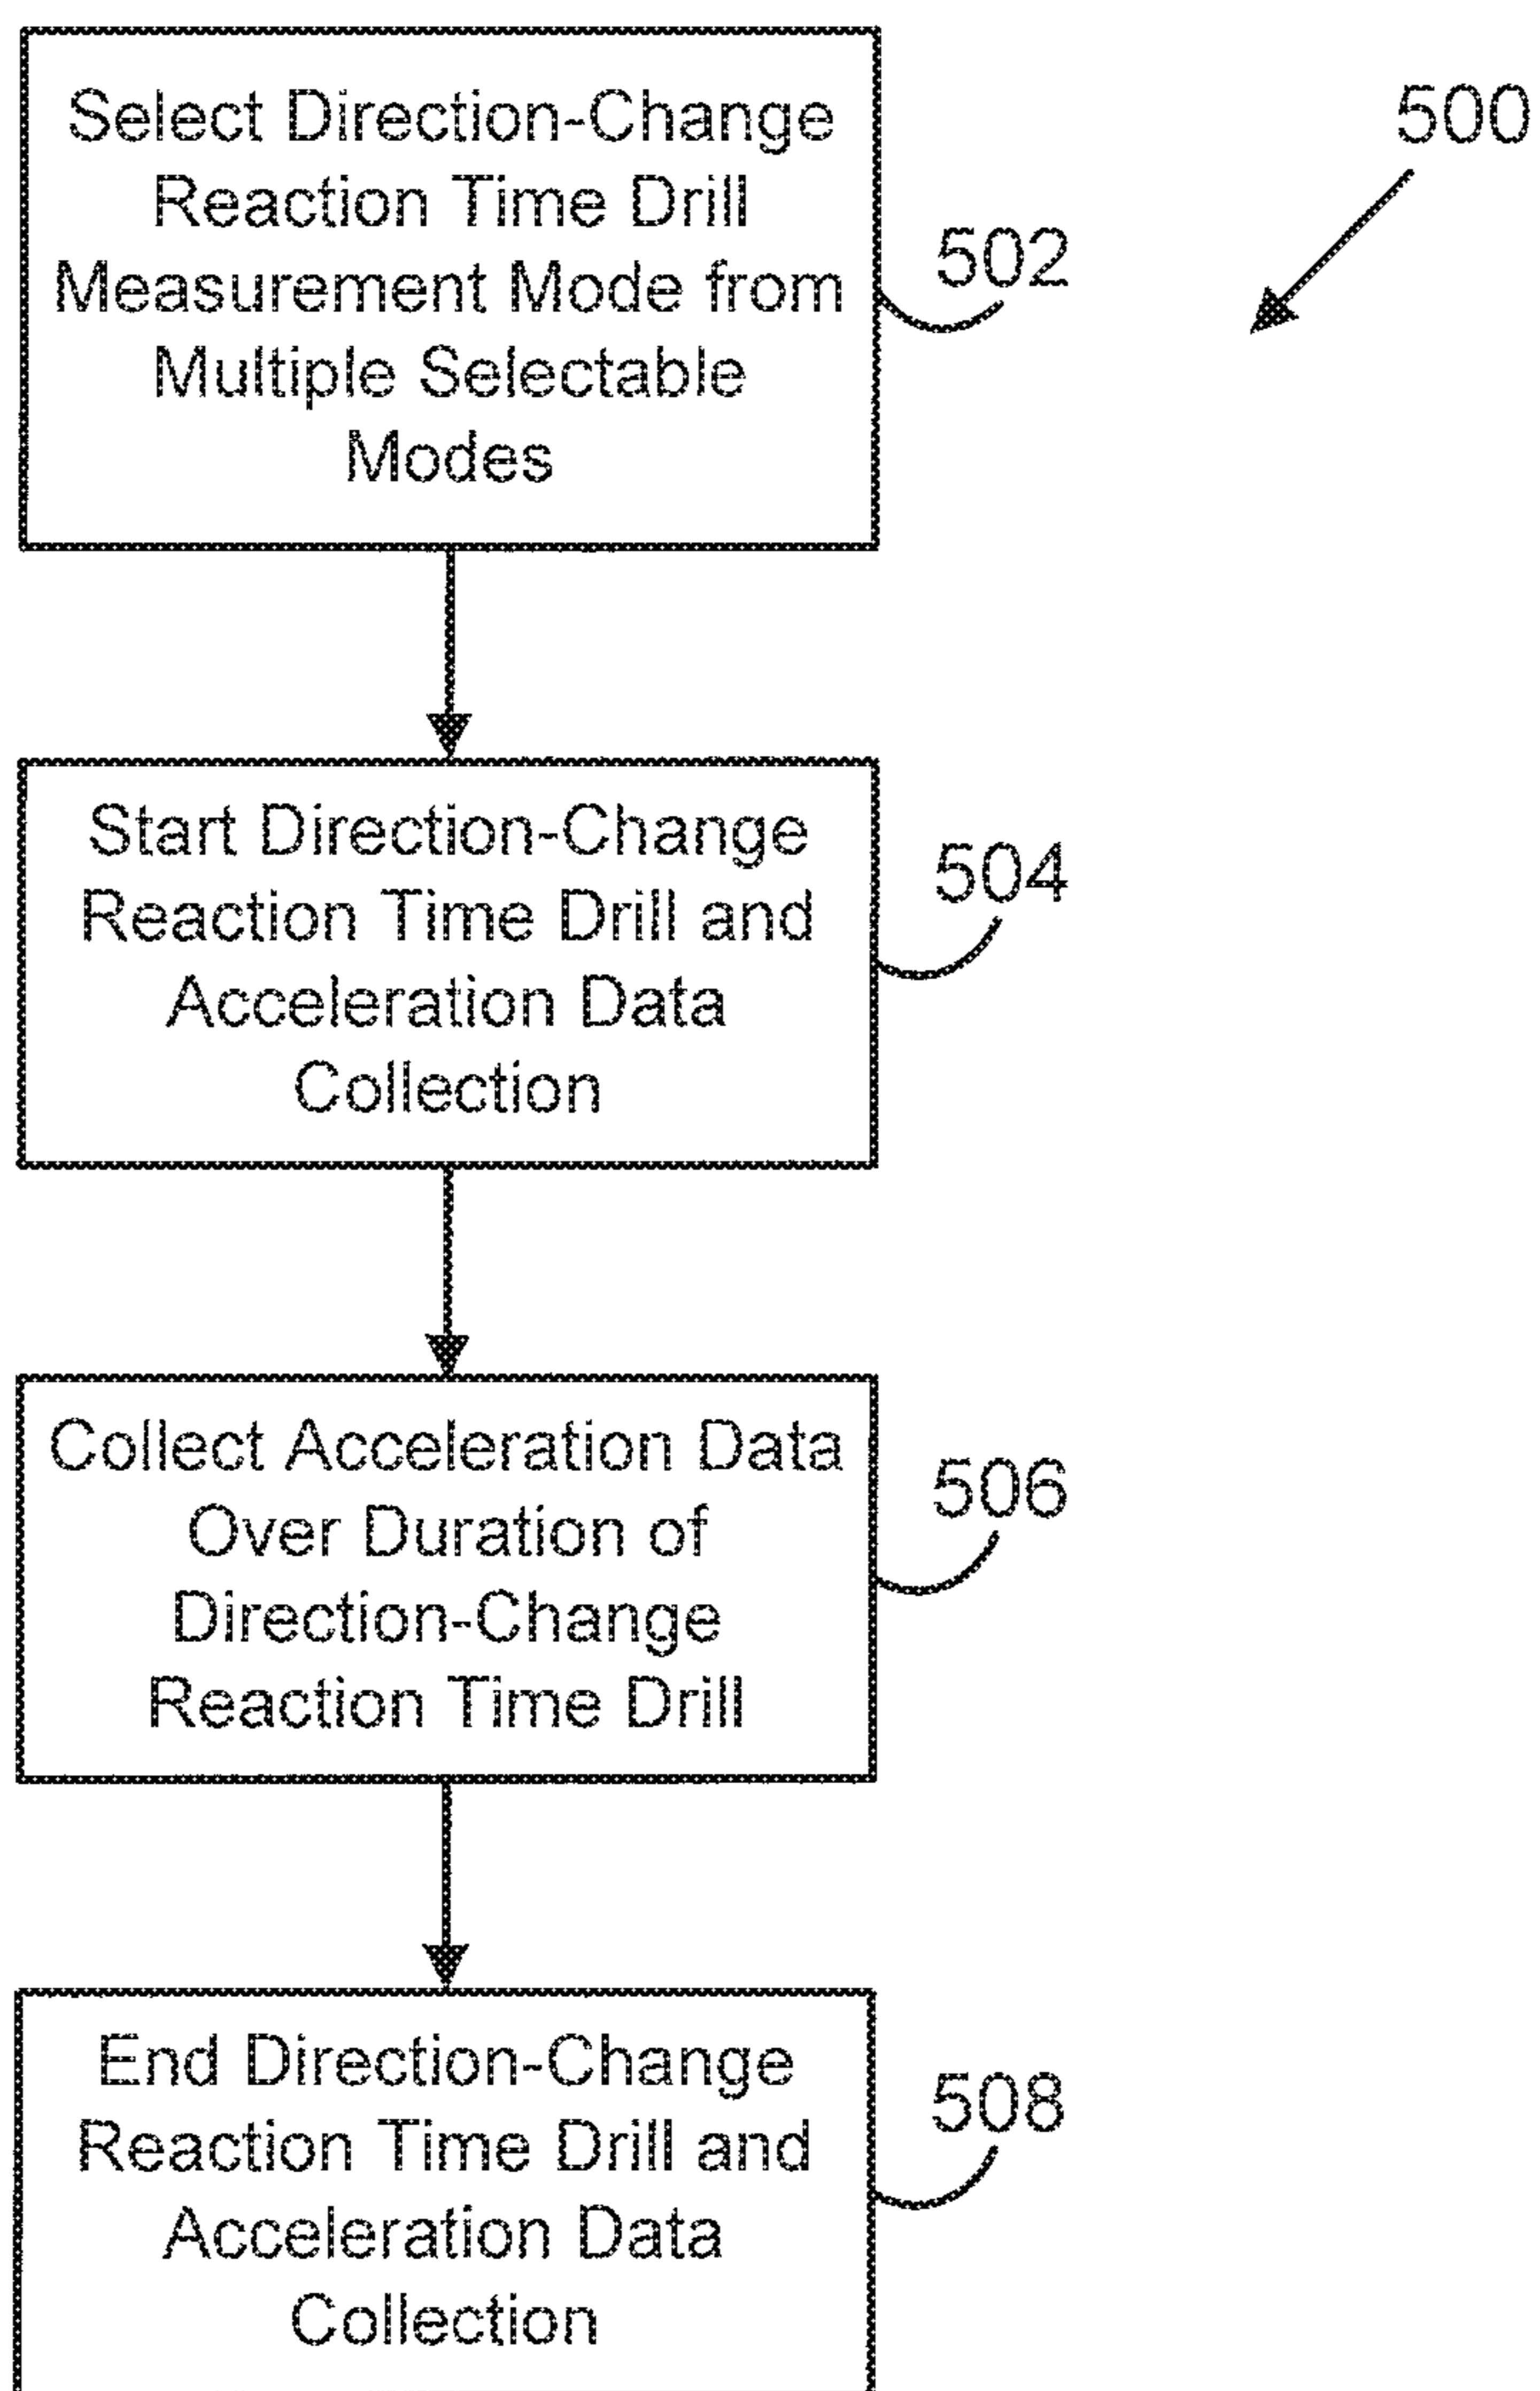 Select Direction-Change
Reaction Time Drill
Measurement Mode from
Multiple Selectable
Modes
500
502
Start Direction-Change
Reaction Time Drill and
Acceleration Data
Collection
504
Collect Acceleration Data
Over Duration of
Direction-Change
Reaction Time Drill
506
End Direction-Change
Reaction Time Drill and
Acceleration Data
Collection
508